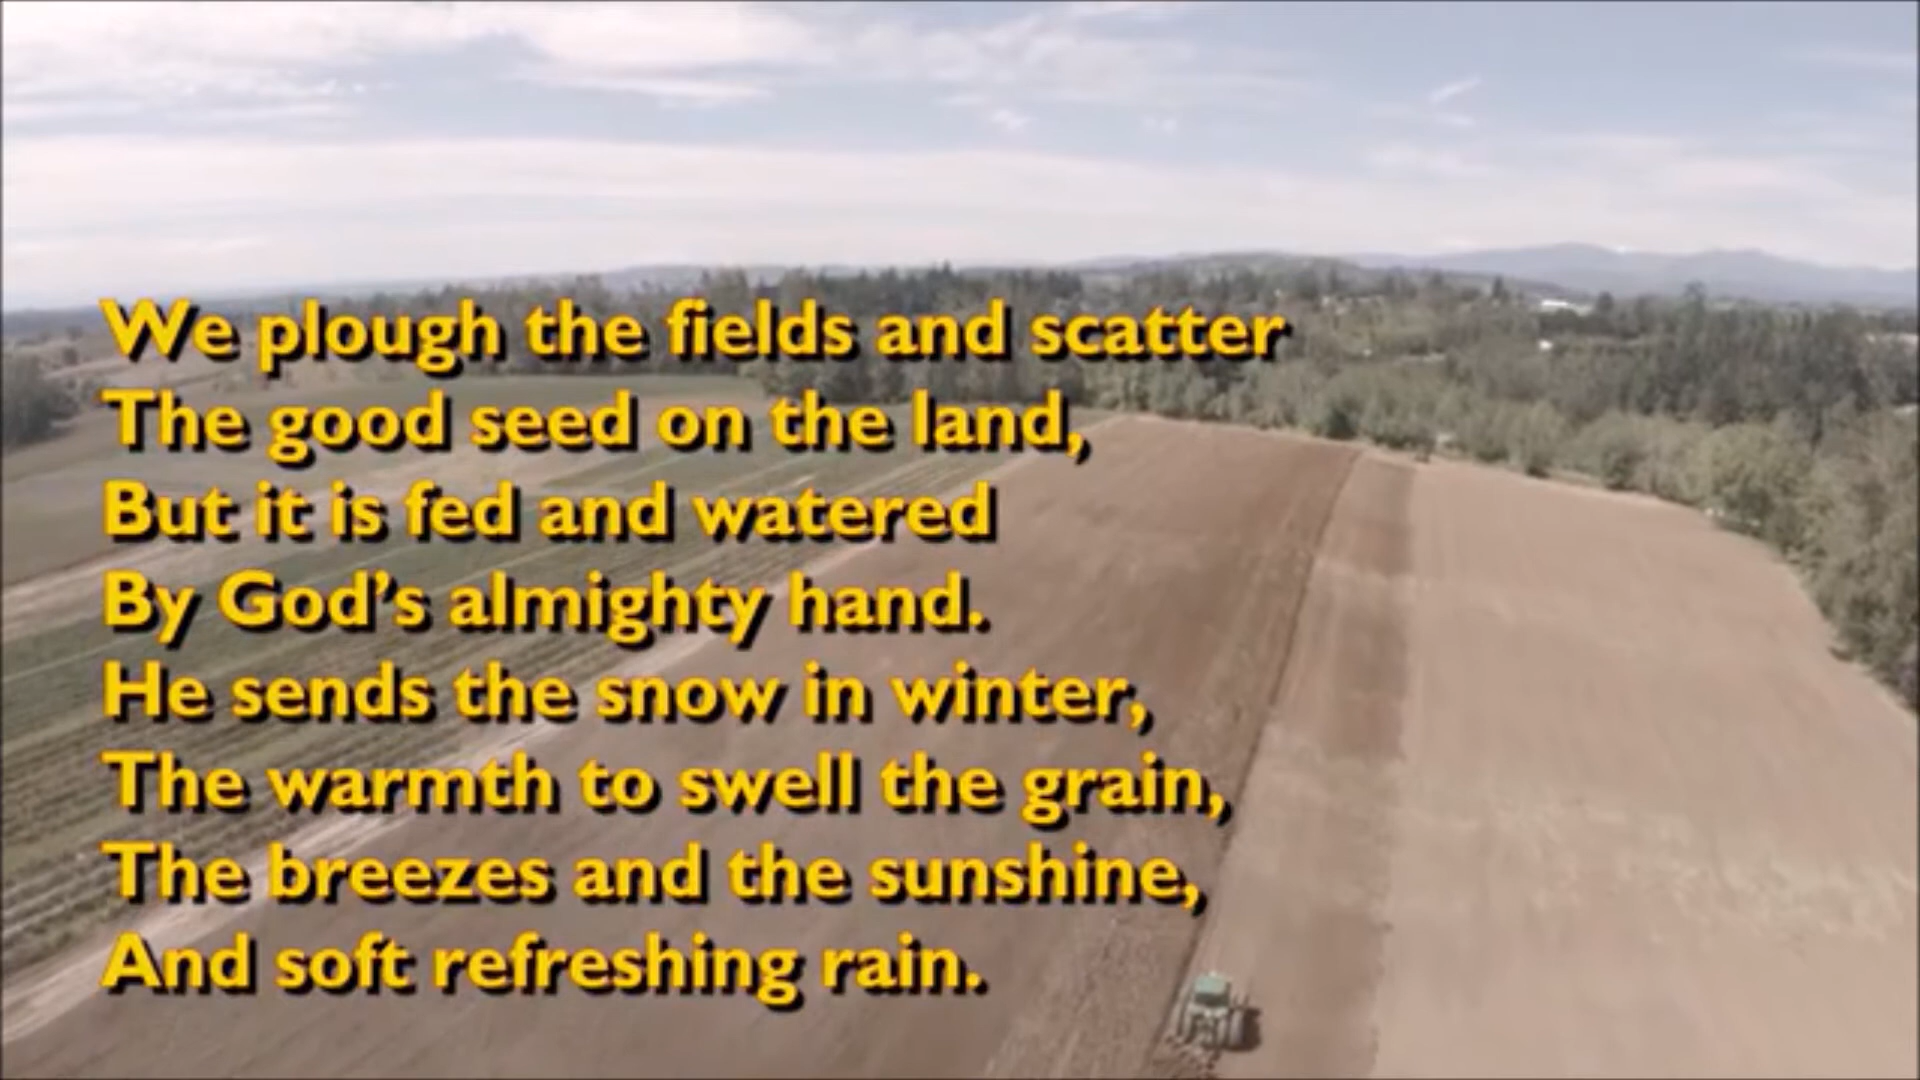 We plough the fields and scatter
The good seed on the land,
But it is fed and watered
By God’s almighty hand.
He sends the snow in winter,
The warmth to swell the grain,
The breezes and the sunshine,
And soft refreshing rain.